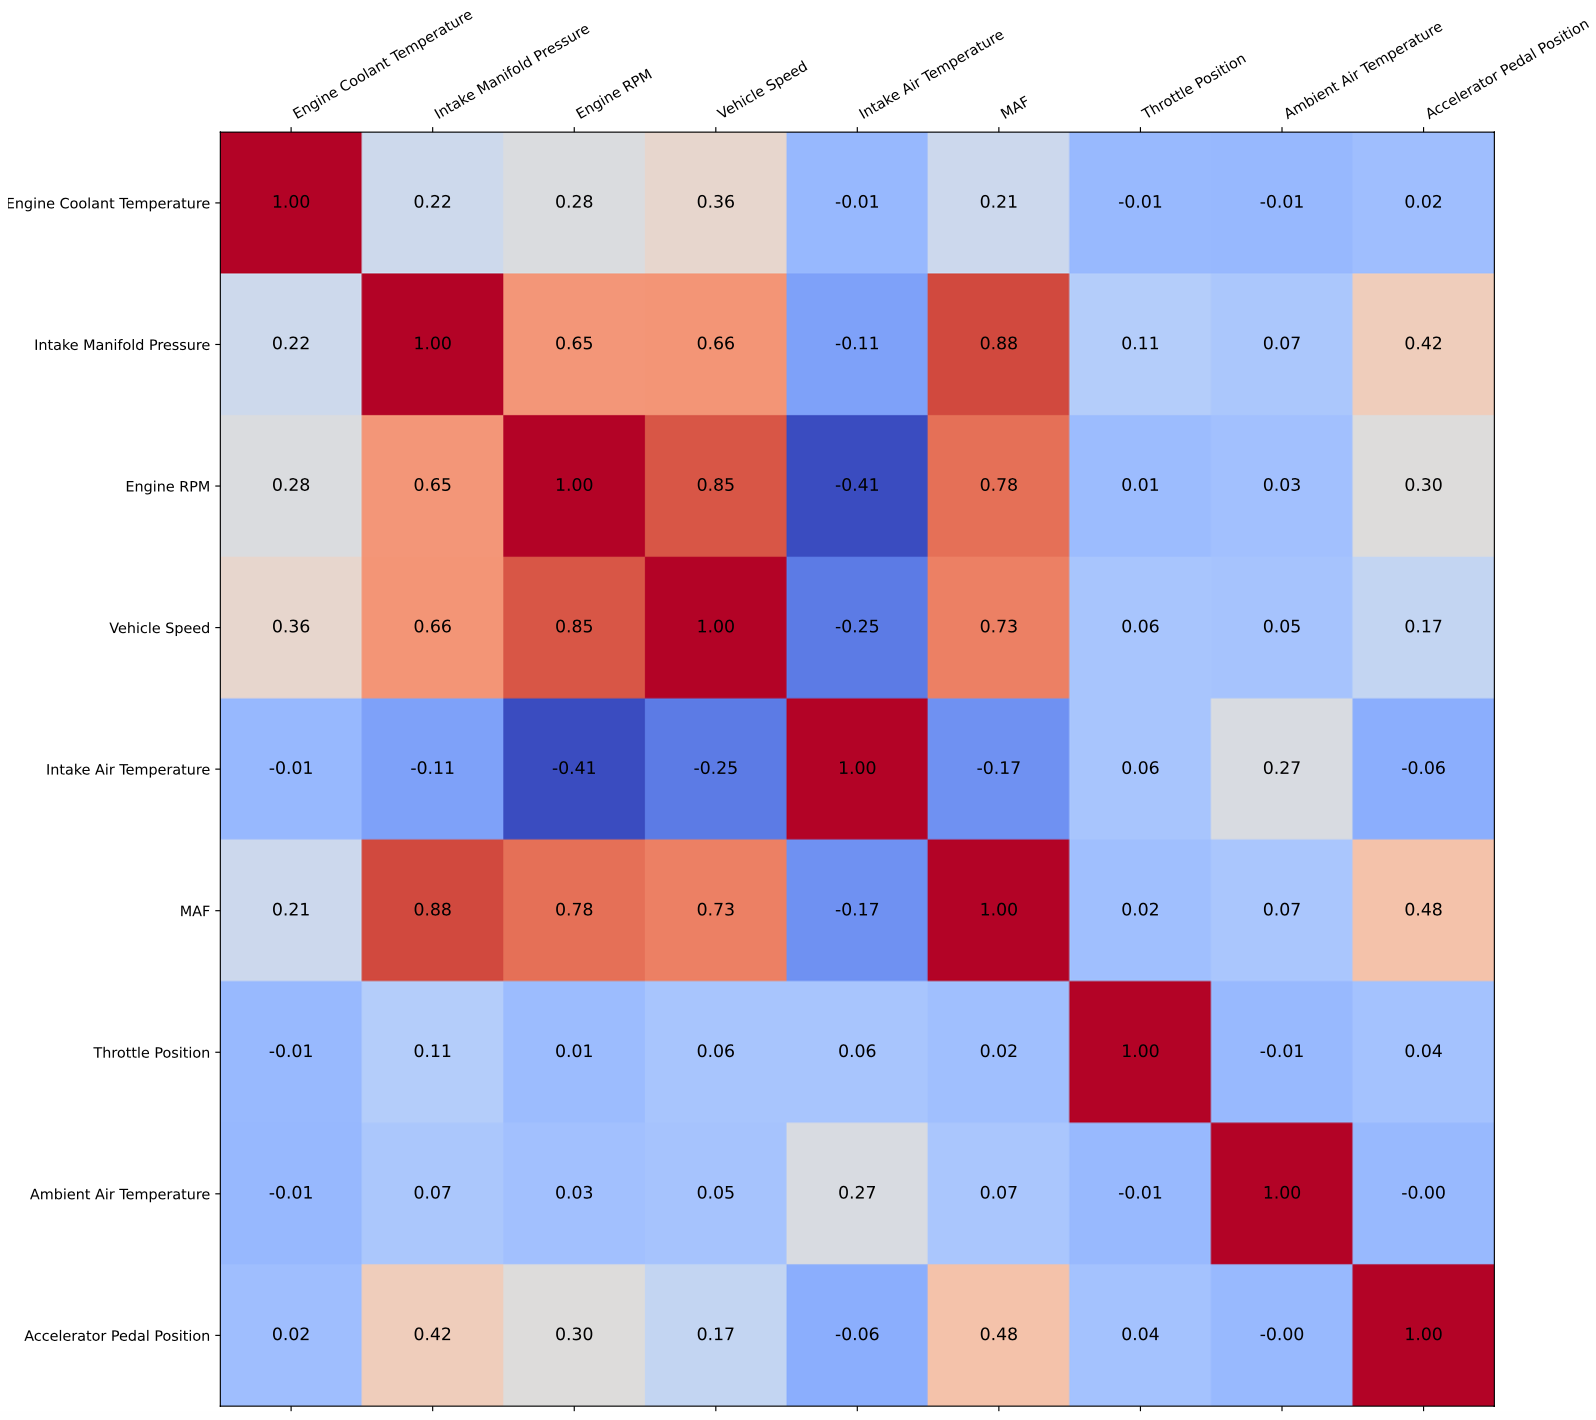 Engine Coolant Temperature
Intake Manifold Pressure
Engine RPM
Vehicle Speed
Intake Air Temperature
MAF
Throttle Position
Ambient Air Temperature
Accelerator Pedal Position
Engine Coolant Temperature 1.00 0.22 0.28 0.36 -0.01 0.21 -0.01 -0.01 0.02
Intake Manifold Pressure 0.22 1.00 0.65 0.66 -0.11 0.88 0.11 0.07 0.42
Engine RPM 0.28 0.65 1.00 0.85 -0.41 0.78 0.01 0.03 0.30
Vehicle Speed 0.36 0.66 0.85 1.00 -0.25 0.73 0.06 0.05 0.17
Intake Air Temperature -0.01 -0.11 -0.41 -0.25 1.00 -0.17 0.06 0.27 -0.06
MAF 0.21 0.88 0.78 0.73 -0.17 1.00 0.02 0.07 0.48
Throttle Position -0.01 0.11 0.01 0.06 0.06 0.02 1.00 -0.01 0.04
Ambient Air Temperature -0.01 0.07 0.03 0.05 0.27 0.07 -0.01 1.00 -0.00
Accelerator Pedal Position 0.02 0.42 0.30 0.17 -0.06 0.48 0.04 -0.00 1.00